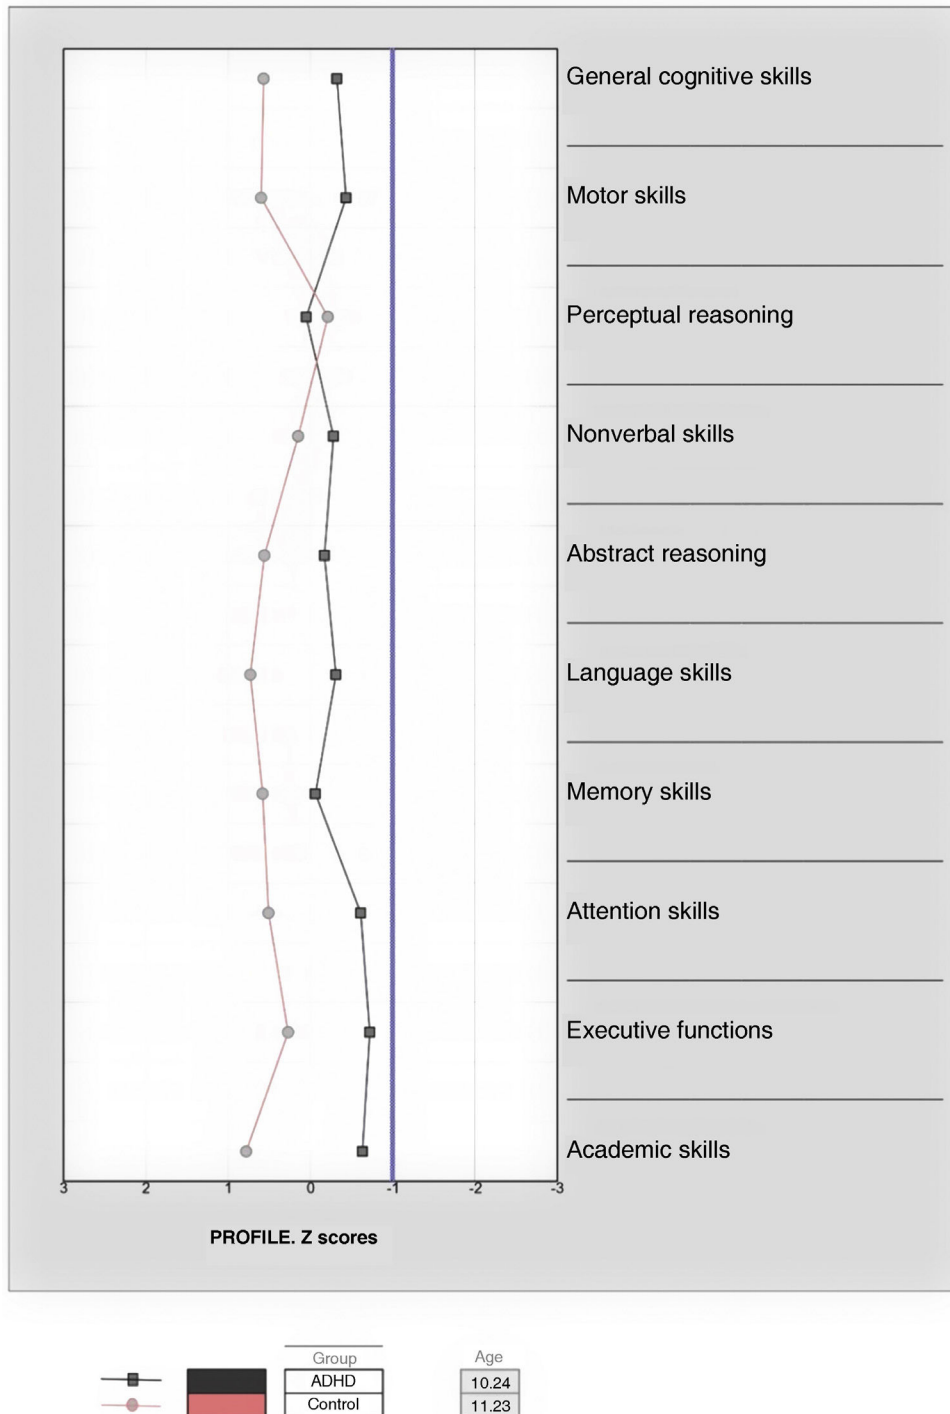 General cognitive skills
Motor skills
Perceptual reasoning
Nonverbal skills
Abstract reasoning
Language skills
Memory skills
Attention skills
Executive functions
Academic skills
3 2 1 0 -1 -2 -3
PROFILE. Z scores
Group Age
ADHD 10.24
Control 11.23